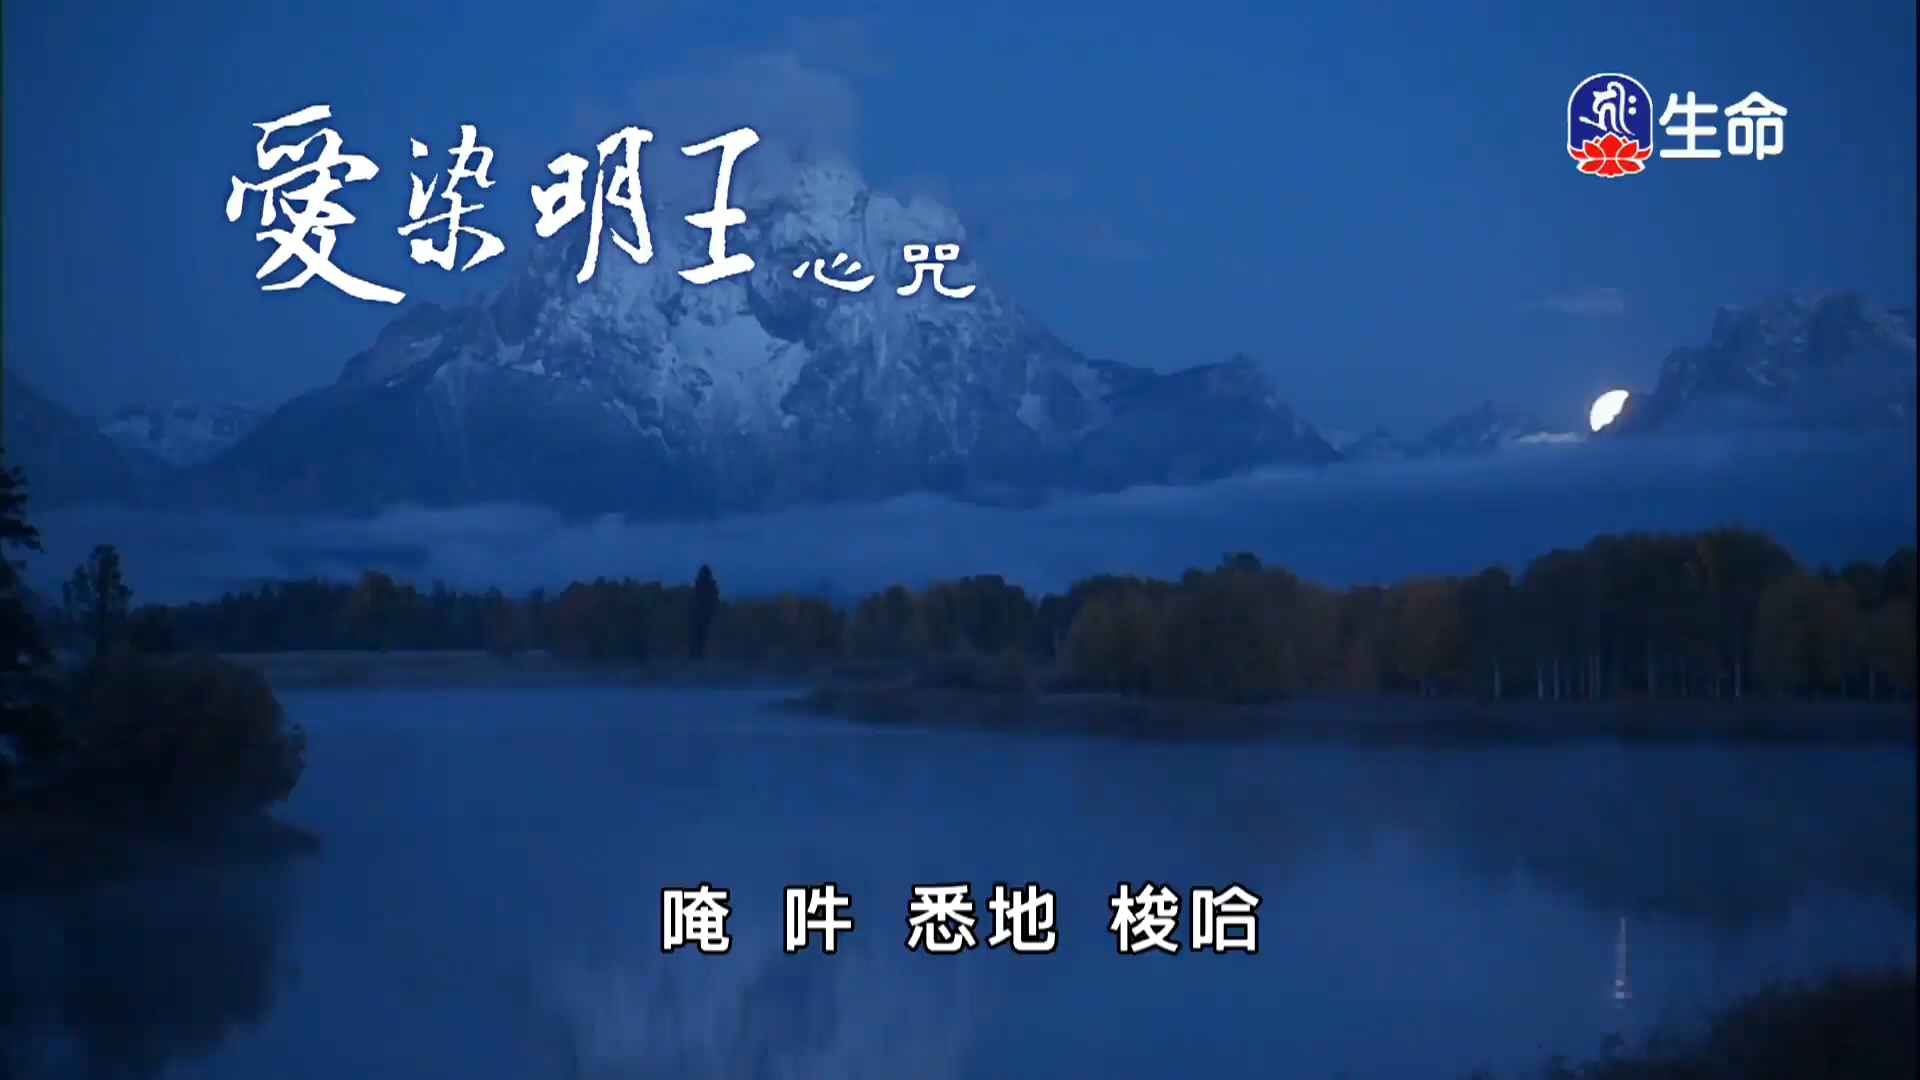 愛染明王心咒
生命
唵 吽 悉地 梭哈